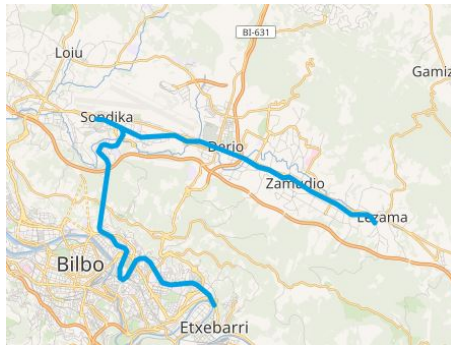 BI-631
Loiu
Gamiz
Sondika
Derio
Zamudio
Lezama
Bilbo
Etxebarri